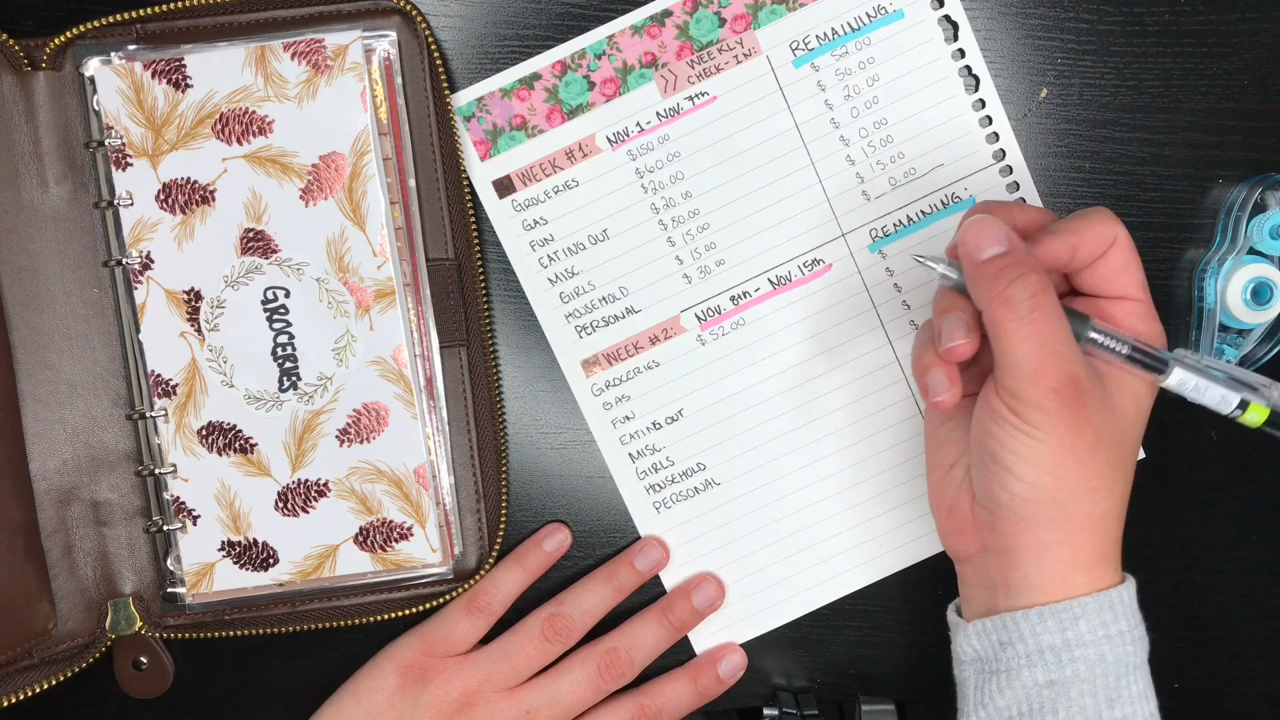 GROCERIES
>> WEEKLY
CHECK-IN:
WEEK #1: NOV. 1 - NOV. 7th REMAINING:
GROCERIES $150.00 $ 52.00
GAS $60.00 $ 50.00
FUN $20.00 $ 20.00
EATING OUT $20.00 $ 0.00
MISC. $80.00 $ 0.00
GIRLS $ 15.00 $ 15.00
HOUSEHOLD $ 15.00 $ 15.00
PERSONAL $ 30.00 $ 0.00
WEEK #2: NOV. 8th - NOV. 15th REMAINING:
GROCERIES $ 52.00 $
GAS $
FUN $
EATING OUT $
MISC. $
GIRLS
HOUSEHOLD
PERSONAL